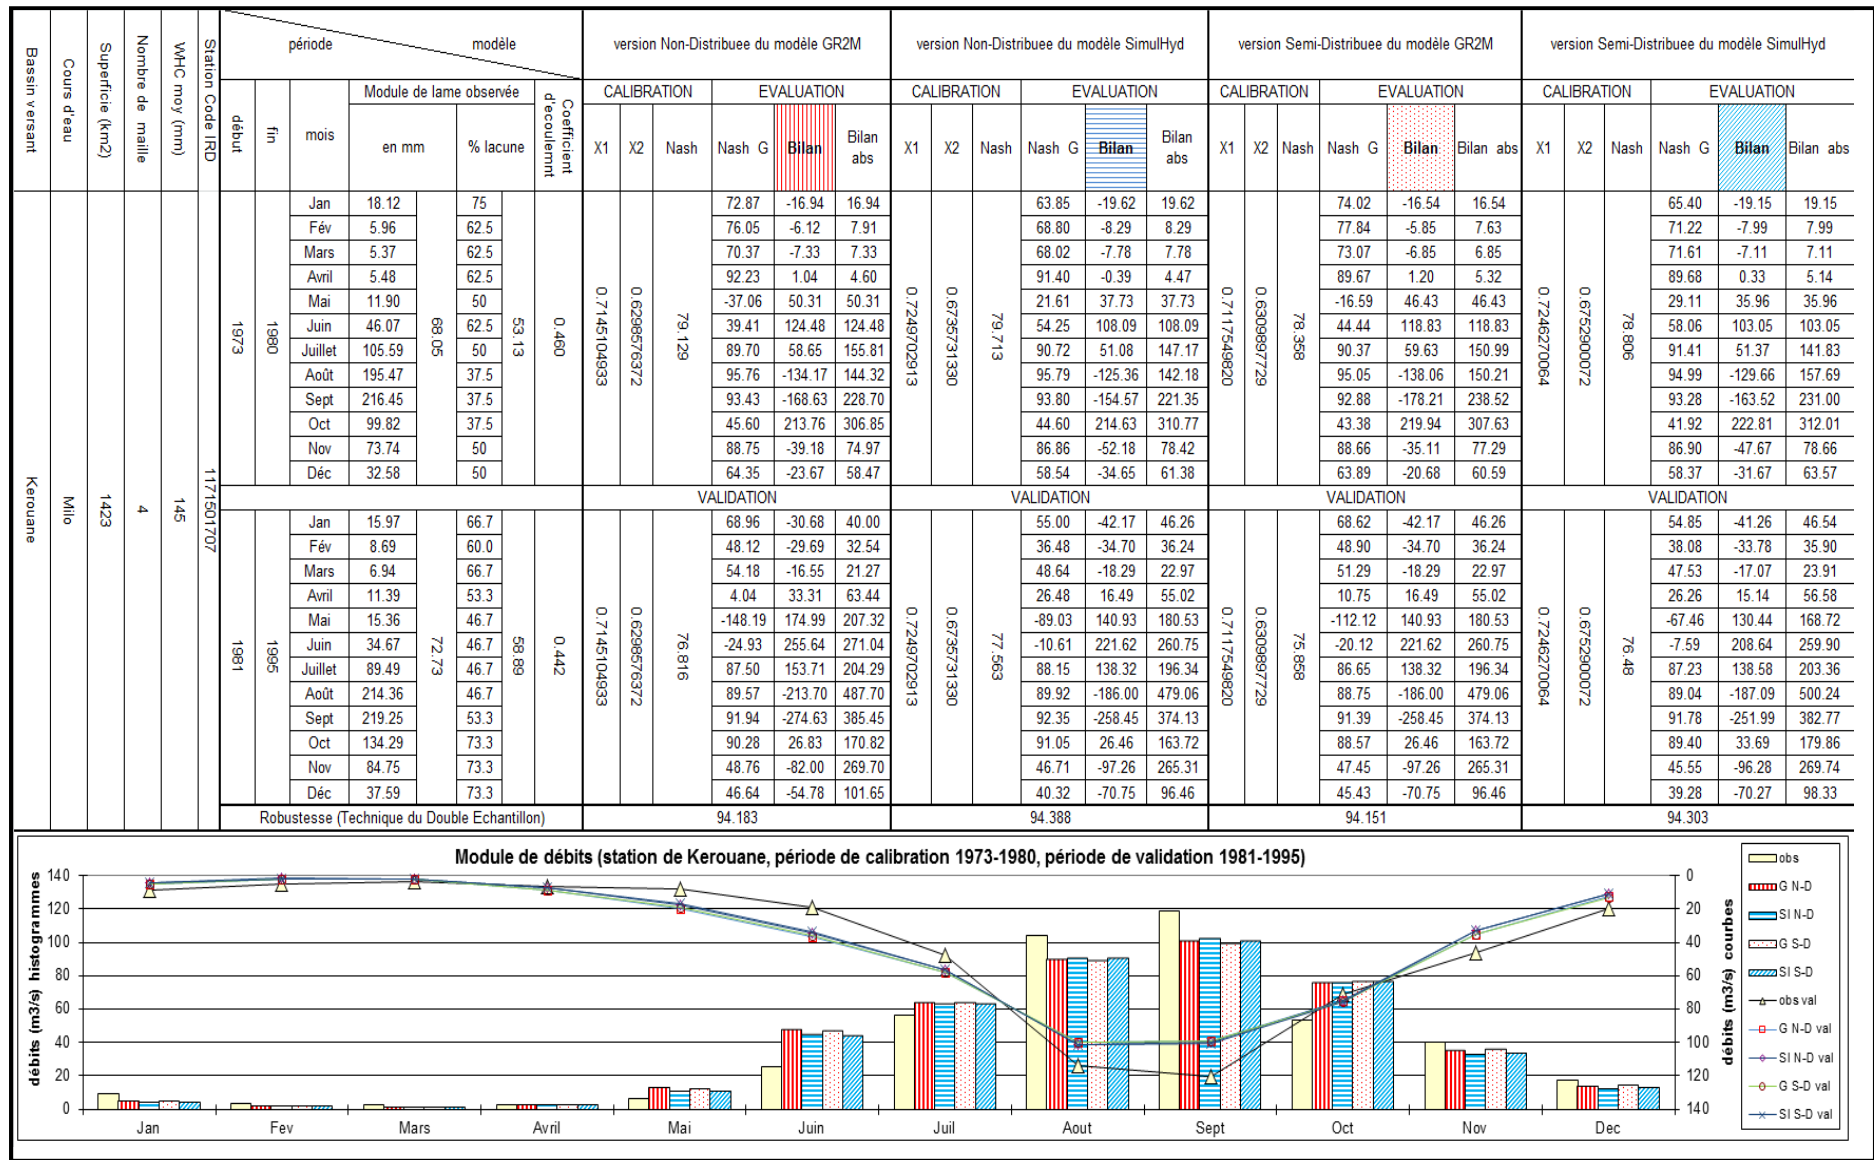 période modèle version Non-Distribuee du modèle GR2M version Non-Distribuee du modèle SimulHyd version Semi-Distribuee du modèle GR2M version Semi-Distribuee du modèle SimulHyd
Bassin versant Cours d'eau Superficie (km2) Nombre de maille WHC moy (mm) Station Code IRD
début fin mois Module de lame observée Coefficient d'ecoulemnt CALIBRATION EVALUATION CALIBRATION EVALUATION CALIBRATION EVALUATION CALIBRATION EVALUATION
en mm % lacune X1 X2 Nash Nash G Bilan Bilan abs X1 X2 Nash Nash G Bilan Bilan abs X1 X2 Nash Nash G Bilan Bilan abs X1 X2 Nash Nash G Bilan Bilan abs
Kerouane Milo 1423 4 145 1171501707
1973 1980 68.05 53.13 0.460 0.7145104933 0.6298576372 79.129 0.7249702913 0.6735731330 79.713 0.7117549820 0.6309897729 78.358 0.7246270064 0.6752900072 78.806
Jan 18.12 75 72.87 -16.94 16.94 63.85 -19.62 19.62 74.02 -16.54 16.54 65.40 -19.15 19.15
Fév 5.96 62.5 76.05 -6.12 7.91 68.80 -8.29 8.29 77.84 -5.85 7.63 71.22 -7.99 7.99
Mars 5.37 62.5 70.37 -7.33 7.33 68.02 -7.78 7.78 73.07 -6.85 6.85 71.61 -7.11 7.11
Avril 5.48 62.5 92.23 1.04 4.60 91.40 -0.39 4.47 89.67 1.20 5.32 89.68 0.33 5.14
Mai 11.90 50 -37.06 50.31 50.31 21.61 37.73 37.73 -16.59 46.43 46.43 29.11 35.96 35.96
Juin 46.07 62.5 39.41 124.48 124.48 54.25 108.09 108.09 44.44 118.83 118.83 58.06 103.05 103.05
Juillet 105.59 50 89.70 58.65 155.81 90.72 51.08 147.17 90.37 59.63 150.99 91.41 51.37 141.83
Août 195.47 37.5 95.76 -134.17 144.32 95.79 -125.36 142.18 95.05 -138.06 150.21 94.99 -129.66 157.69
Sept 216.45 37.5 93.43 -168.63 228.70 93.80 -154.57 221.35 92.88 -178.21 238.52 93.28 -163.52 231.00
Oct 99.82 37.5 45.60 213.76 306.85 44.60 214.63 310.77 43.38 219.94 307.63 41.92 222.81 312.01
Nov 73.74 50 88.75 -39.18 74.97 86.86 -52.18 78.42 88.66 -35.11 77.29 86.90 -47.67 78.66
Déc 32.58 50 64.35 -23.67 58.47 58.54 -34.65 61.38 63.89 -20.68 60.59 58.37 -31.67 63.57
VALIDATION VALIDATION VALIDATION VALIDATION
1981 1995 72.73 58.89 0.442 0.7145104933 0.6298576372 76.816 0.7249702913 0.6735731330 77.563 0.7117549820 0.6309897729 75.858 0.7246270064 0.6752900072 76.48
Jan 15.97 66.7 68.96 -30.68 40.00 55.00 -42.17 46.26 68.62 -42.17 46.26 54.85 -41.26 46.54
Fév 8.69 60.0 48.12 -29.69 32.54 36.48 -34.70 36.24 48.90 -34.70 36.24 38.08 -33.78 35.90
Mars 6.94 66.7 54.18 -16.55 21.27 48.64 -18.29 22.97 51.29 -18.29 22.97 47.53 -17.07 23.91
Avril 11.39 53.3 4.04 33.31 63.44 26.48 16.49 55.02 10.75 16.49 55.02 26.26 15.14 56.58
Mai 15.36 46.7 -148.19 174.99 207.32 -89.03 140.93 180.53 -112.12 140.93 180.53 -67.46 130.44 168.72
Juin 34.67 46.7 -24.93 255.64 271.04 -10.61 221.62 260.75 -20.12 221.62 260.75 -7.59 208.64 259.90
Juillet 89.49 46.7 87.50 153.71 204.29 88.15 138.32 196.34 86.65 138.32 196.34 87.23 138.58 203.36
Août 214.36 46.7 89.57 -213.70 487.70 89.92 -186.00 479.06 88.75 -186.00 479.06 89.04 -187.09 500.24
Sept 219.25 53.3 91.94 -274.63 385.45 92.35 -258.45 374.13 91.39 -258.45 374.13 91.78 -251.99 382.77
Oct 134.29 73.3 90.28 26.83 170.82 91.05 26.46 163.72 88.57 26.46 163.72 89.40 33.69 179.86
Nov 84.75 73.3 48.76 -82.00 269.70 46.71 -97.26 265.31 47.45 -97.26 265.31 45.55 -96.28 269.74
Déc 37.59 73.3 46.64 -54.78 101.65 40.32 -70.75 96.46 45.43 -70.75 96.46 39.28 -70.27 98.33
Robustesse (Technique du Double Echantillon) 94.183 94.388 94.151 94.303
Module de débits (station de Kerouane, période de calibration 1973-1980, période de validation 1981-1995)
débits (m3/s) histogrammes
140
120
100
80
60
40
20
0
Jan Fev Mars Avril Mai Juin Juil Aout Sept Oct Nov Dec
0
20
40
60
80
100
120
140
débits (m3/s) courbes
obs
G N-D
SI N-D
G S-D
SI S-D
obs val
G N-D val
SI N-D val
G S-D val
SI S-D val